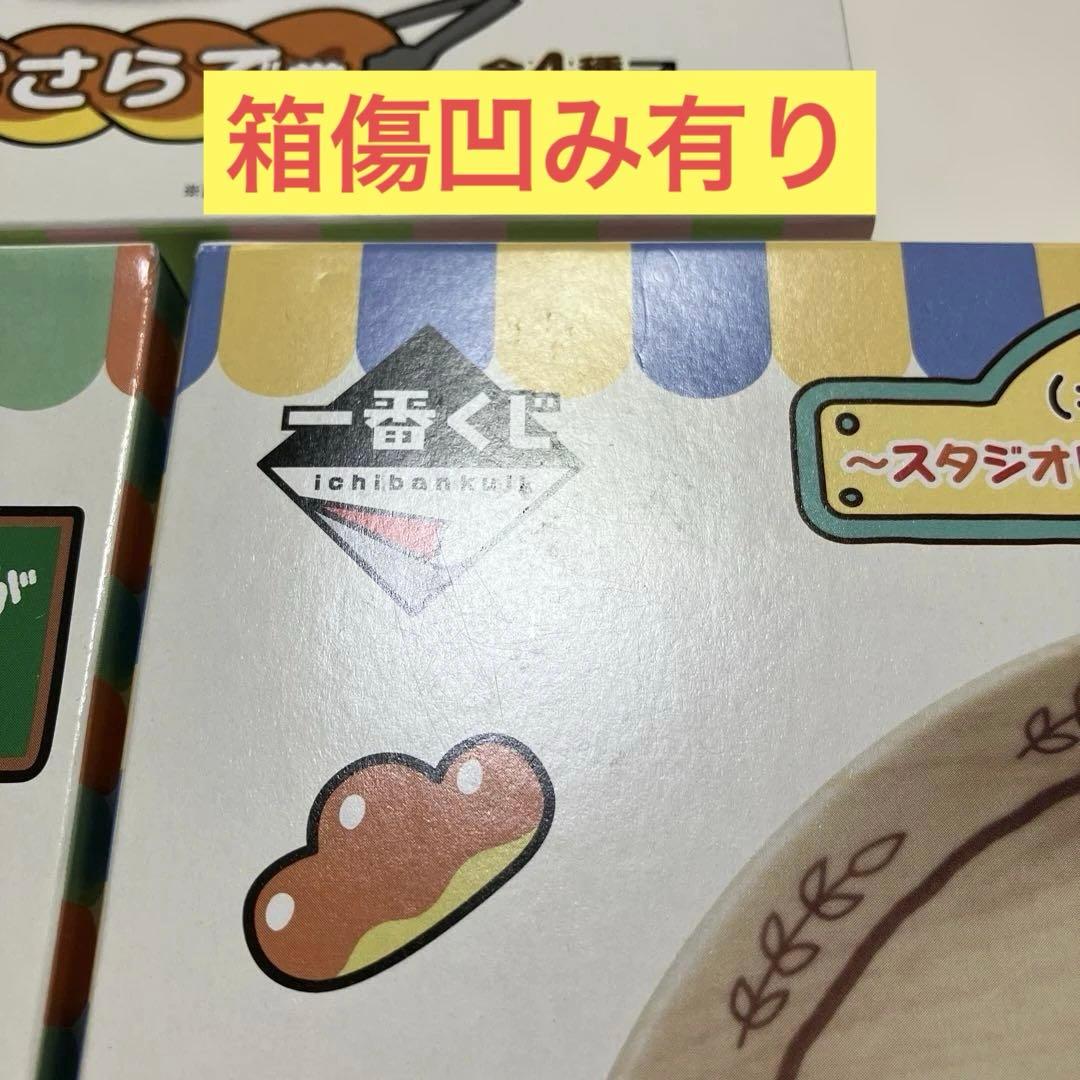 さらで
全4種
箱傷凹み有り
一番くじ
ichibankuji
～スタジオ